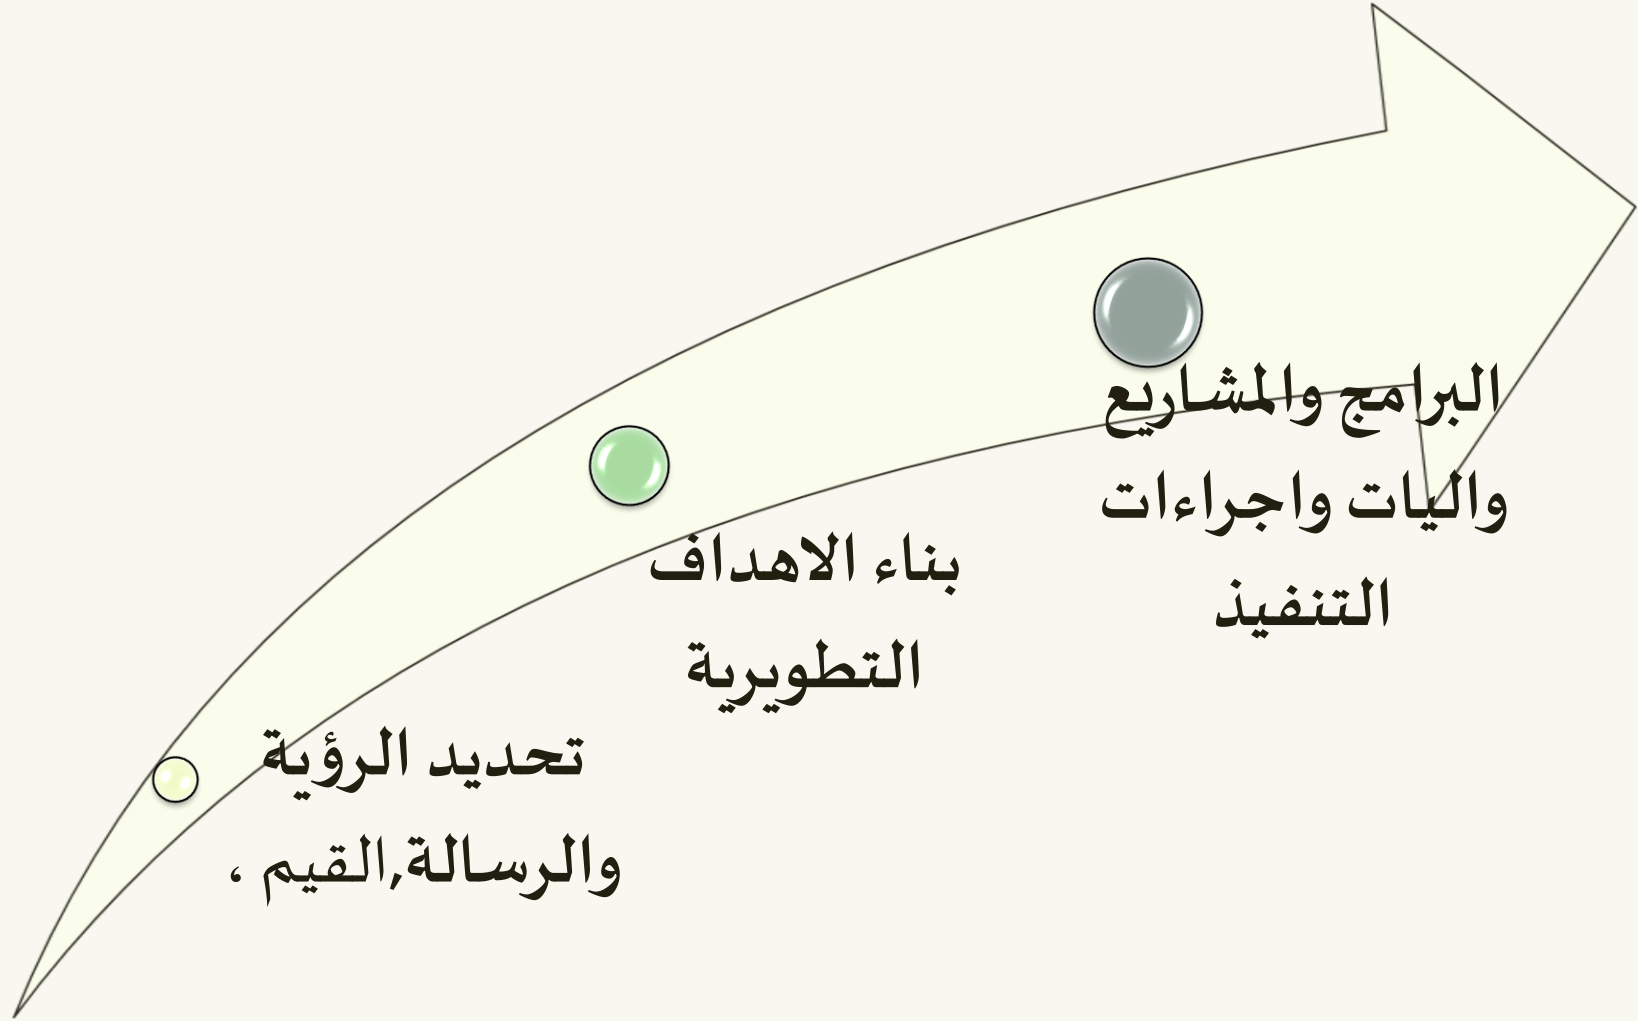 تحديد الرؤية
والرسالة,القيم ،
بناء الاهداف
التطويرية
البرامج والمشاريع
واليات واجراءات
التنفيذ